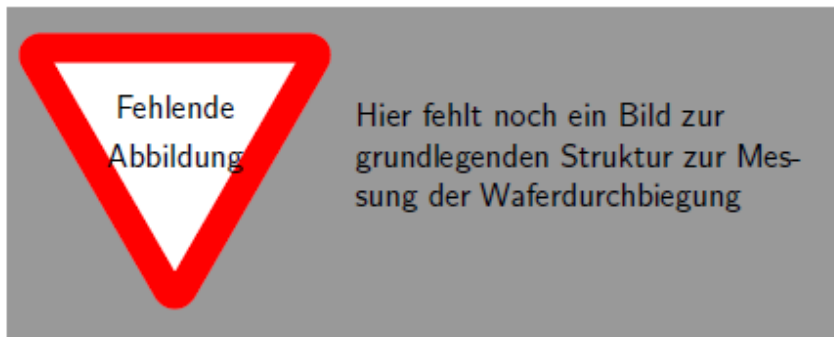 Fehlende
Abbildung
Hier fehlt noch ein Bild zur
grundlegenden Struktur zur Mes-
sung der Waferdurchbiegung